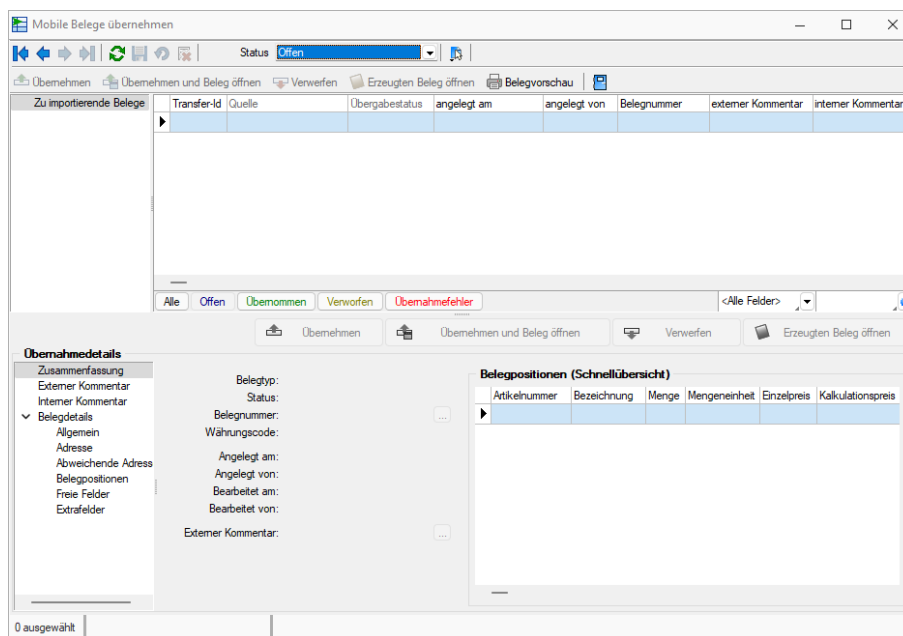 Mobile Belege übernehmen
Status Offen
Übernehmen Übernehmen und Beleg öffnen Verwerfen Erzeugten Beleg öffnen Belegvorschau
Zu importierende Belege Transfer-Id Quelle Übergabestatus angelegt am angelegt von Belegnummer externer Kommentar interner Kommentar
Alle Offen Übernommen Verworfen Übernahmefehler <Alle Felder>
Übernehmen Übernehmen und Beleg öffnen Verwerfen Erzeugten Beleg öffnen
Übernahmedetails
Zusammenfassung
Externer Kommentar
Interner Kommentar
Belegdetails
Allgemein
Adresse
Abweichende Adress
Belegpositionen
Freie Felder
Extrafelder
Belegtyp:
Status:
Belegnummer: ...
Währungscode:
Angelegt am:
Angelegt von:
Bearbeitet am:
Bearbeitet von:
Externer Kommentar: ...
Belegpositionen (Schnellübersicht)
Artikelnummer Bezeichnung Menge Mengeneinheit Einzelpreis Kalkulationspreis
0 ausgewählt